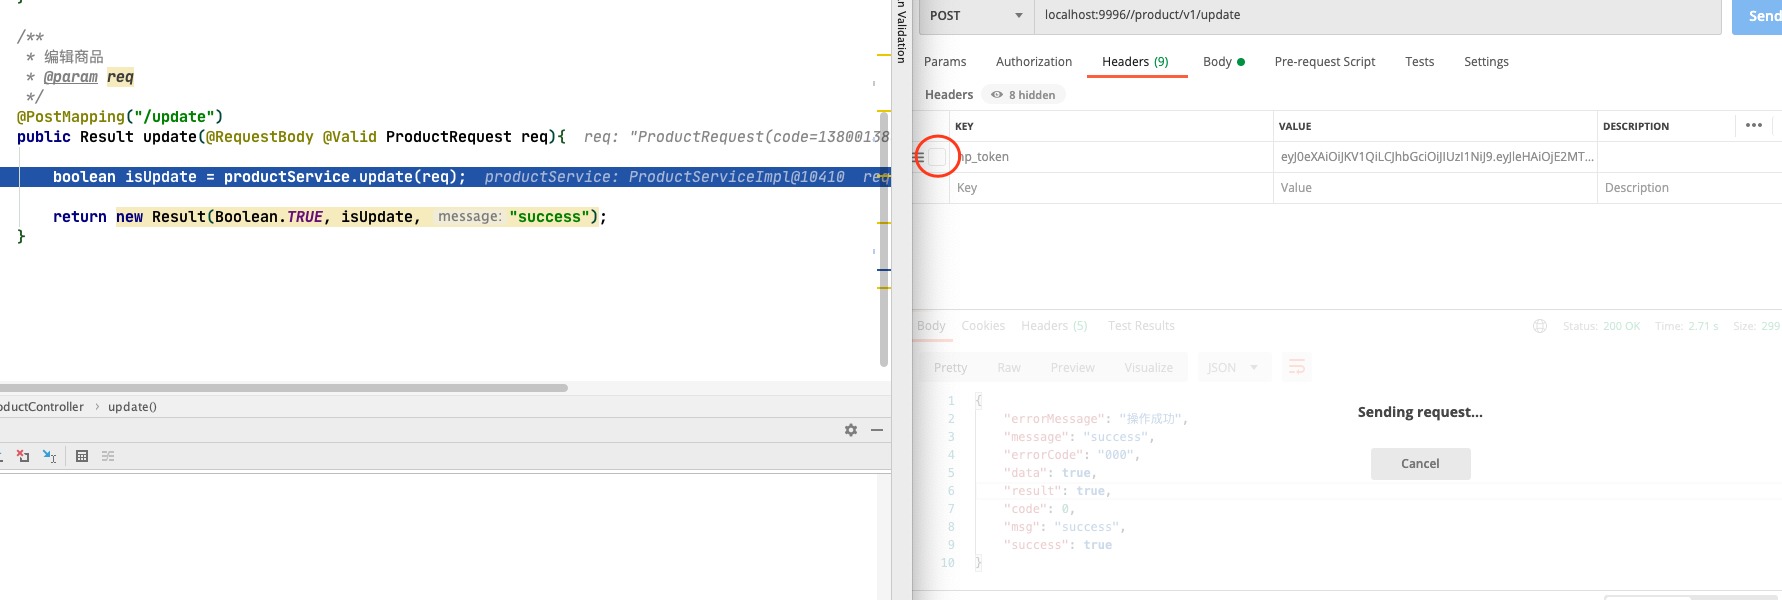 /**
* 编辑商品
* @param req
*/
@PostMapping("/update")
public Result update(@RequestBody @Valid ProductRequest req){ req: "ProductRequest(code=13800138
boolean isUpdate = productService.update(req); productService: ProductServiceImpl@10410 req
return new Result(Boolean.TRUE, isUpdate, message: "success");
}
oductController › update()
n Validation
POST
localhost:9996//product/v1/update
Send
Params Authorization Headers (9) Body Pre-request Script Tests Settings
Headers 8 hidden
KEY VALUE DESCRIPTION •••
np_token eyJ0eXAiOiJKV1QiLCJhbGciOiJIUzI1NiJ9.eyJleHAiOjE2MT...
Key Value Description
Body Cookies Headers (5) Test Results Status: 200 OK Time: 2.71 s Size: 299
Pretty Raw Preview Visualize JSON
1 {
2 "errorMessage": "操作成功",
3 "message": "success",
4 "errorCode": "000",
5 "data": true,
6 "result": true,
7 "code": 0,
8 "msg": "success",
9 "success": true
10 }
Sending request...
Cancel